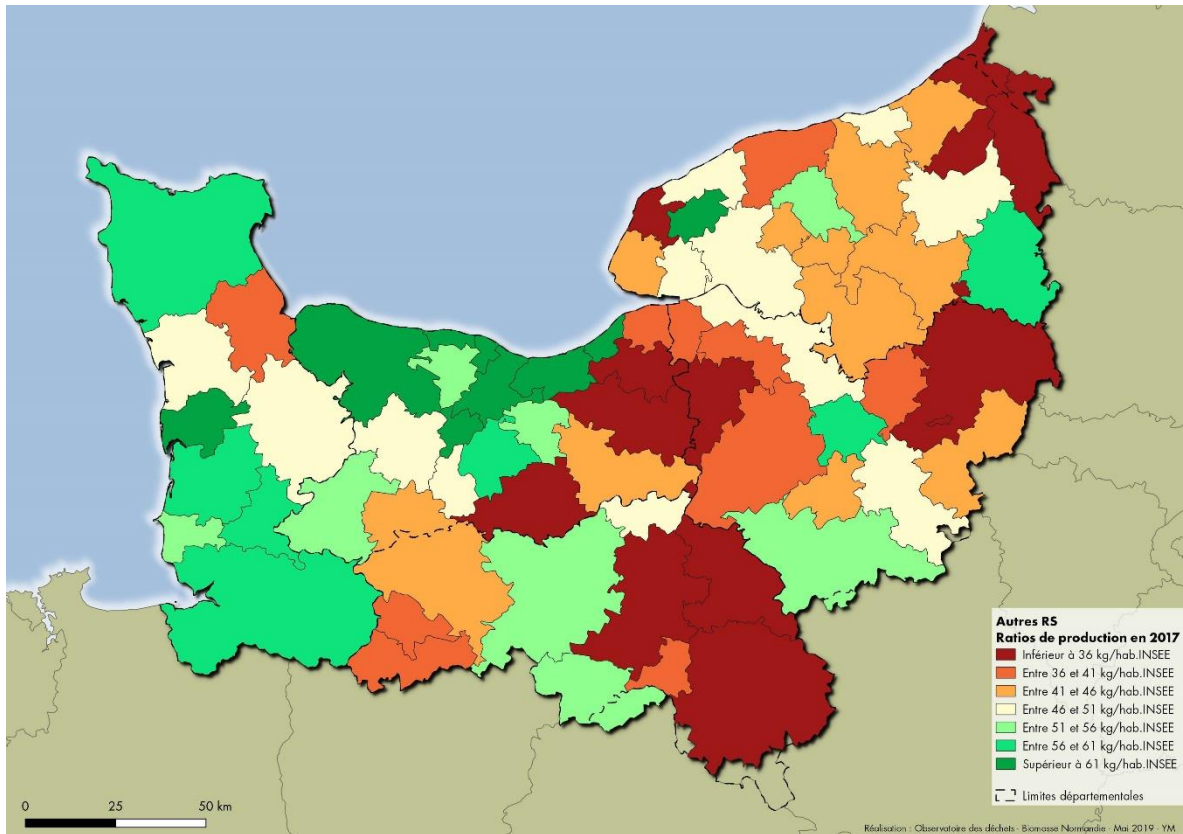 Autres RS
Ratios de production en 2017
Inférieur à 36 kg/hab.INSEE
Entre 36 et 41 kg/hab.INSEE
Entre 41 et 46 kg/hab.INSEE
Entre 46 et 51 kg/hab.INSEE
Entre 51 et 56 kg/hab.INSEE
Entre 56 et 61 kg/hab.INSEE
Supérieur à 61 kg/hab.INSEE
Limites départementales
0 25 50 km
Réalisation : Observatoire des déchets - Biomasse Normandie - Mai 2019 - YM